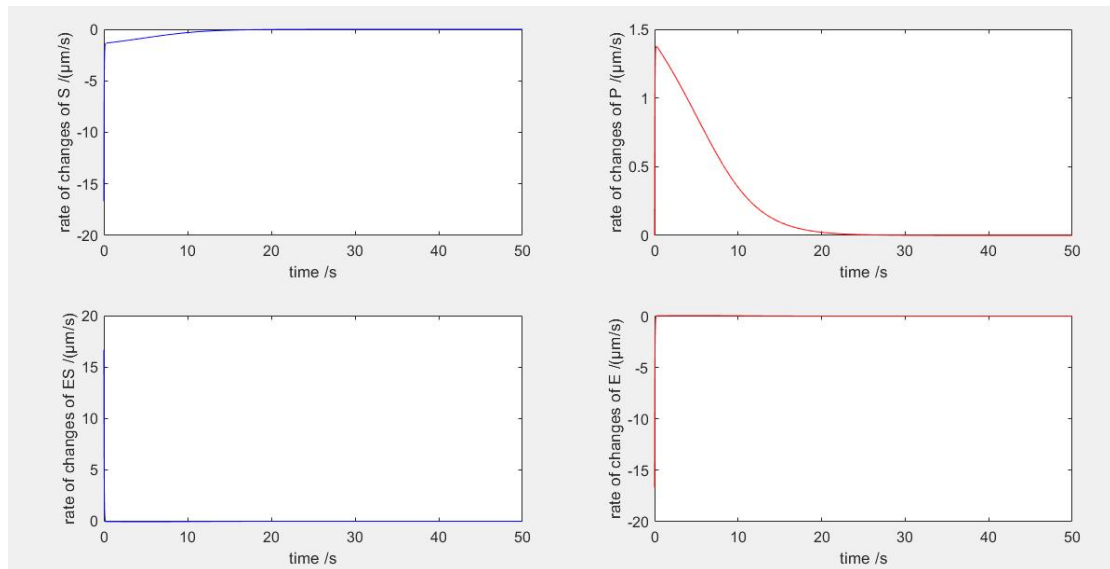 rate of changes of S /(μm/s)
0
-5
-10
-15
-20
0 10 20 30 40 50
time /s
rate of changes of P /(μm/s)
1.5
1
0.5
0
0 10 20 30 40 50
time /s
rate of changes of ES /(μm/s)
20
15
10
5
0
0 10 20 30 40 50
time /s
rate of changes of E /(μm/s)
0
-5
-10
-15
-20
0 10 20 30 40 50
time /s